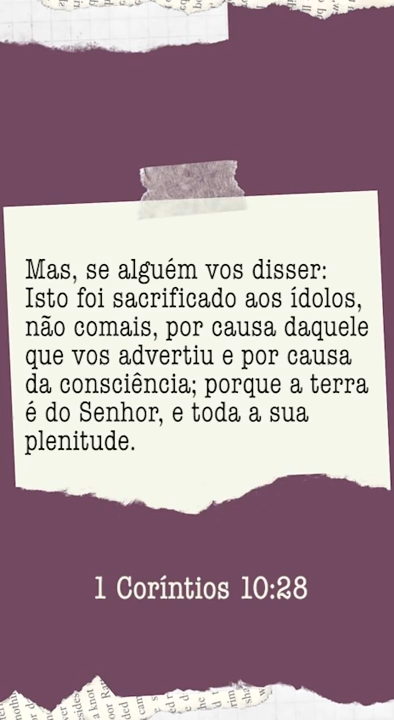 Mas, se alguém vos disser:
Isto foi sacrificado aos ídolos,
não comais, por causa daquele
que vos advertiu e por causa
da consciência; porque a terra
é do Senhor, e toda a sua
plenitude.
1 Coríntios 10:28